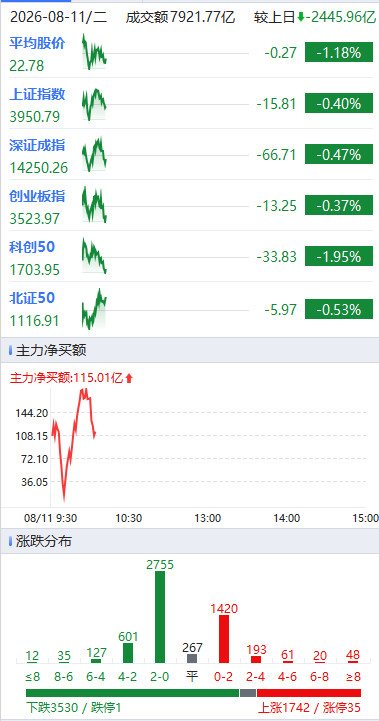 2026-08-11/二 成交额7921.77亿 较上日-2445.96亿
平均股价
22.78 -0.27 -1.18%
上证指数
3950.79 -15.81 -0.40%
深证成指
14250.26 -66.71 -0.47%
创业板指
3523.97 -13.25 -0.37%
科创50
1703.95 -33.83 -1.95%
北证50
1116.91 -5.97 -0.53%
主力净买额
主力净买额:115.01亿
144.20
108.15
72.10
36.05
08/11 9:30 10:30 13:00 14:00 15:00
涨跌分布
12 35 127 601 2755 267 1420 193 61 20 48
≤8 8-6 6-4 4-2 2-0 平 0-2 2-4 4-6 6-8 ≥8
下跌3530 / 跌停1 上涨1742 / 涨停35